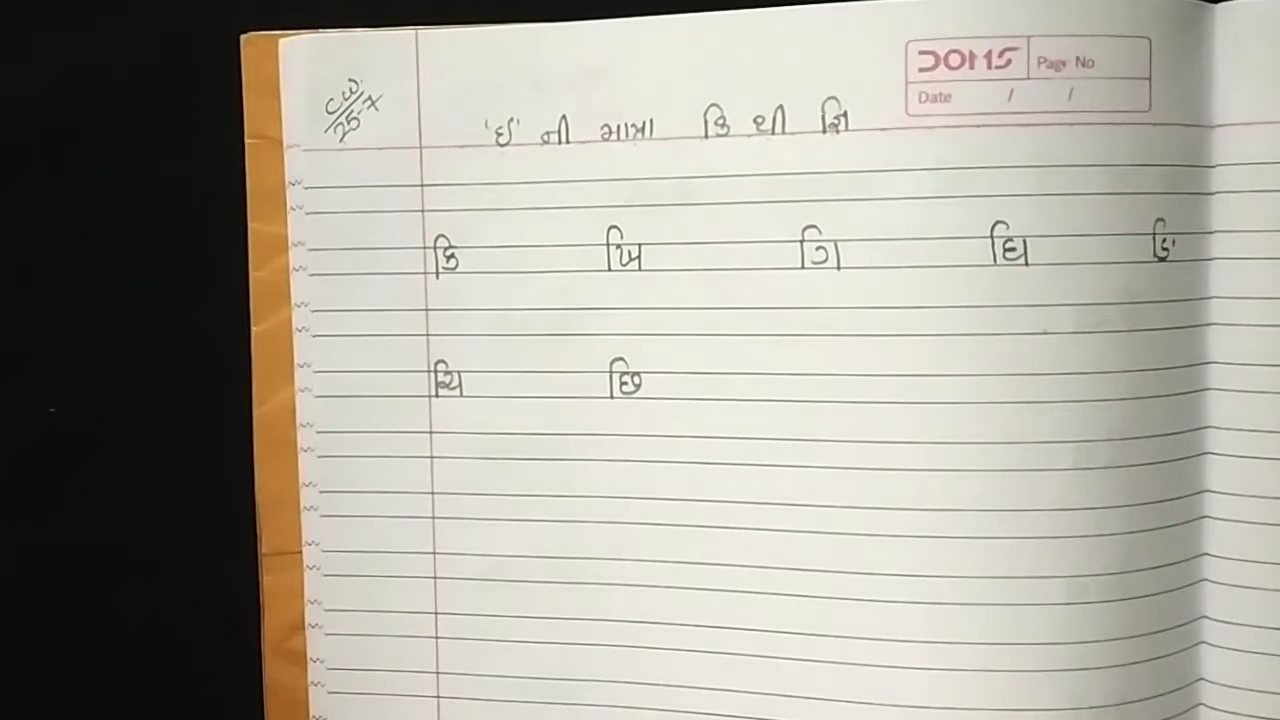 DOMS Page No
Date / /
CW
25-7
'ઈ' ની માત્રા કિ થી જ્ઞિ
કિ ખિ ગિ ઘિ ઙિ
ચિ છિ